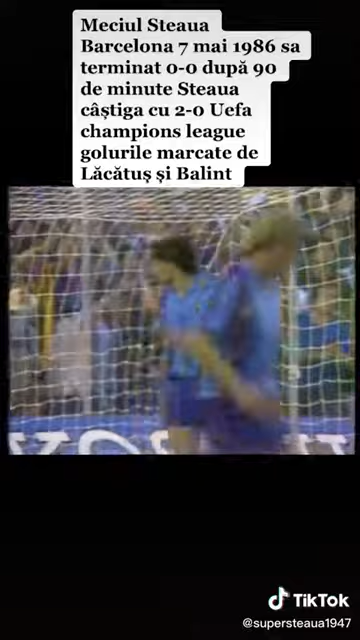 Meciul Steaua
Barcelona 7 mai 1986 sa
terminat 0-0 după 90
de minute Steaua
câștiga cu 2-0 Uefa
champions league
golurile marcate de
Lăcătuș și Balint
TikTok
@supersteaua1947